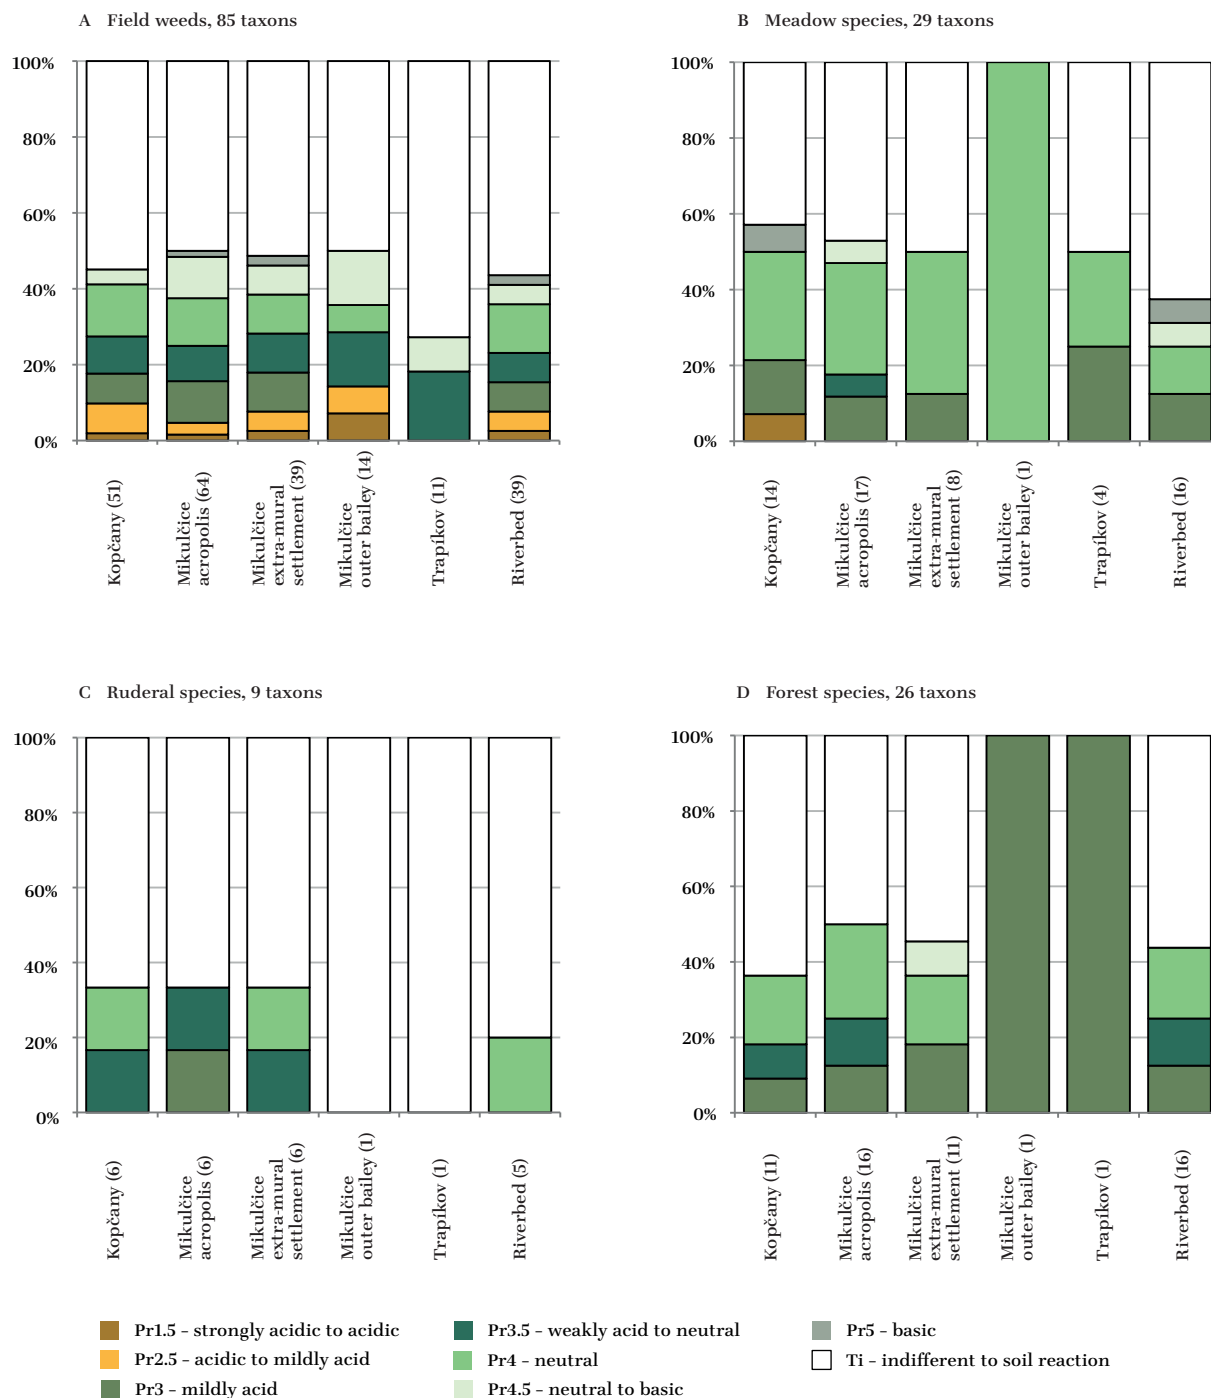 A Field weeds, 85 taxons
100%
80%
60%
40%
20%
0%
Kopčany (51)
Mikulčice
acropolis (64)
Mikulčice
extra-mural
settlement (39)
Mikulčice
outer bailey (14)
Trapíkov (11)
Riverbed (39)
B Meadow species, 29 taxons
100%
80%
60%
40%
20%
0%
Kopčany (14)
Mikulčice
acropolis (17)
Mikulčice
extra-mural
settlement (8)
Mikulčice
outer bailey (1)
Trapíkov (4)
Riverbed (16)
C Ruderal species, 9 taxons
100%
80%
60%
40%
20%
0%
Kopčany (6)
Mikulčice
acropolis (6)
Mikulčice
extra-mural
settlement (6)
Mikulčice
outer bailey (1)
Trapíkov (1)
Riverbed (5)
D Forest species, 26 taxons
100%
80%
60%
40%
20%
0%
Kopčany (11)
Mikulčice
acropolis (16)
Mikulčice
extra-mural
settlement (11)
Mikulčice
outer bailey (1)
Trapíkov (1)
Riverbed (16)
Pr1.5 – strongly acidic to acidic
Pr2.5 – acidic to mildly acid
Pr3 – mildly acid
Pr3.5 – weakly acid to neutral
Pr4 – neutral
Pr4.5 – neutral to basic
Pr5 – basic
Ti – indifferent to soil reaction